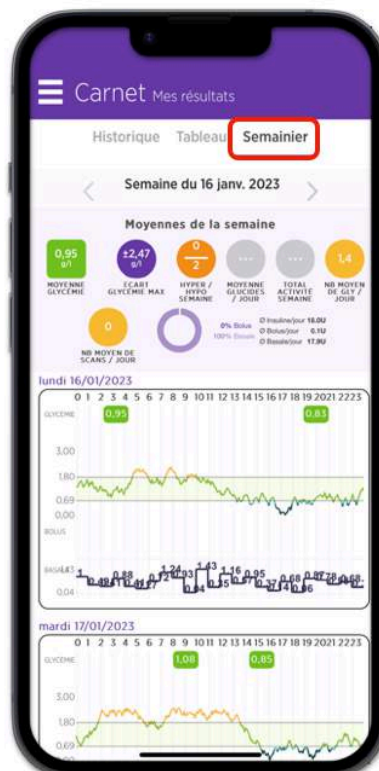 Carnet Mes résultats
Historique Tableau Semainier
Semaine du 16 janv. 2023
Moyennes de la semaine
0,95 g/l
±2,47 g/l
0
2
...
...
1,4
MOYENNE GLYCÉMIE
ECART GLYCÉMIE MAX
HYPER / HYPO SEMAINE
MOYENNE GLUCIDES / JOUR
TOTAL ACTIVITÉ SEMAINE
NB MOYEN DE GLY / JOUR
0
NB MOYEN DE SCANS / JOUR
0% Bolus
100% Basale
Ø Insuline/jour 18.0U
Ø Bolus/jour 0.1U
Ø Basale/jour 17.9U
lundi 16/01/2023
0 1 2 3 4 5 6 7 8 9 10 11 12 13 14 15 16 17 18 19 20 21 22 23
GLYCÉMIE
0,95
0,83
3,00
1,80
0,69
0,00
BOLUS
BASALE
0,04
mardi 17/01/2023
0 1 2 3 4 5 6 7 8 9 10 11 12 13 14 15 16 17 18 19 20 21 22 23
GLYCÉMIE
1,08
0,85
3,00
1,80
0,69